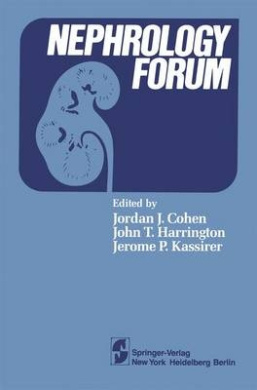 NEPHROLOGY
FORUM
Edited by
Jordan J. Cohen
John T. Harrington
Jerome P. Kassirer
Springer-Verlag
New York Heidelberg Berlin